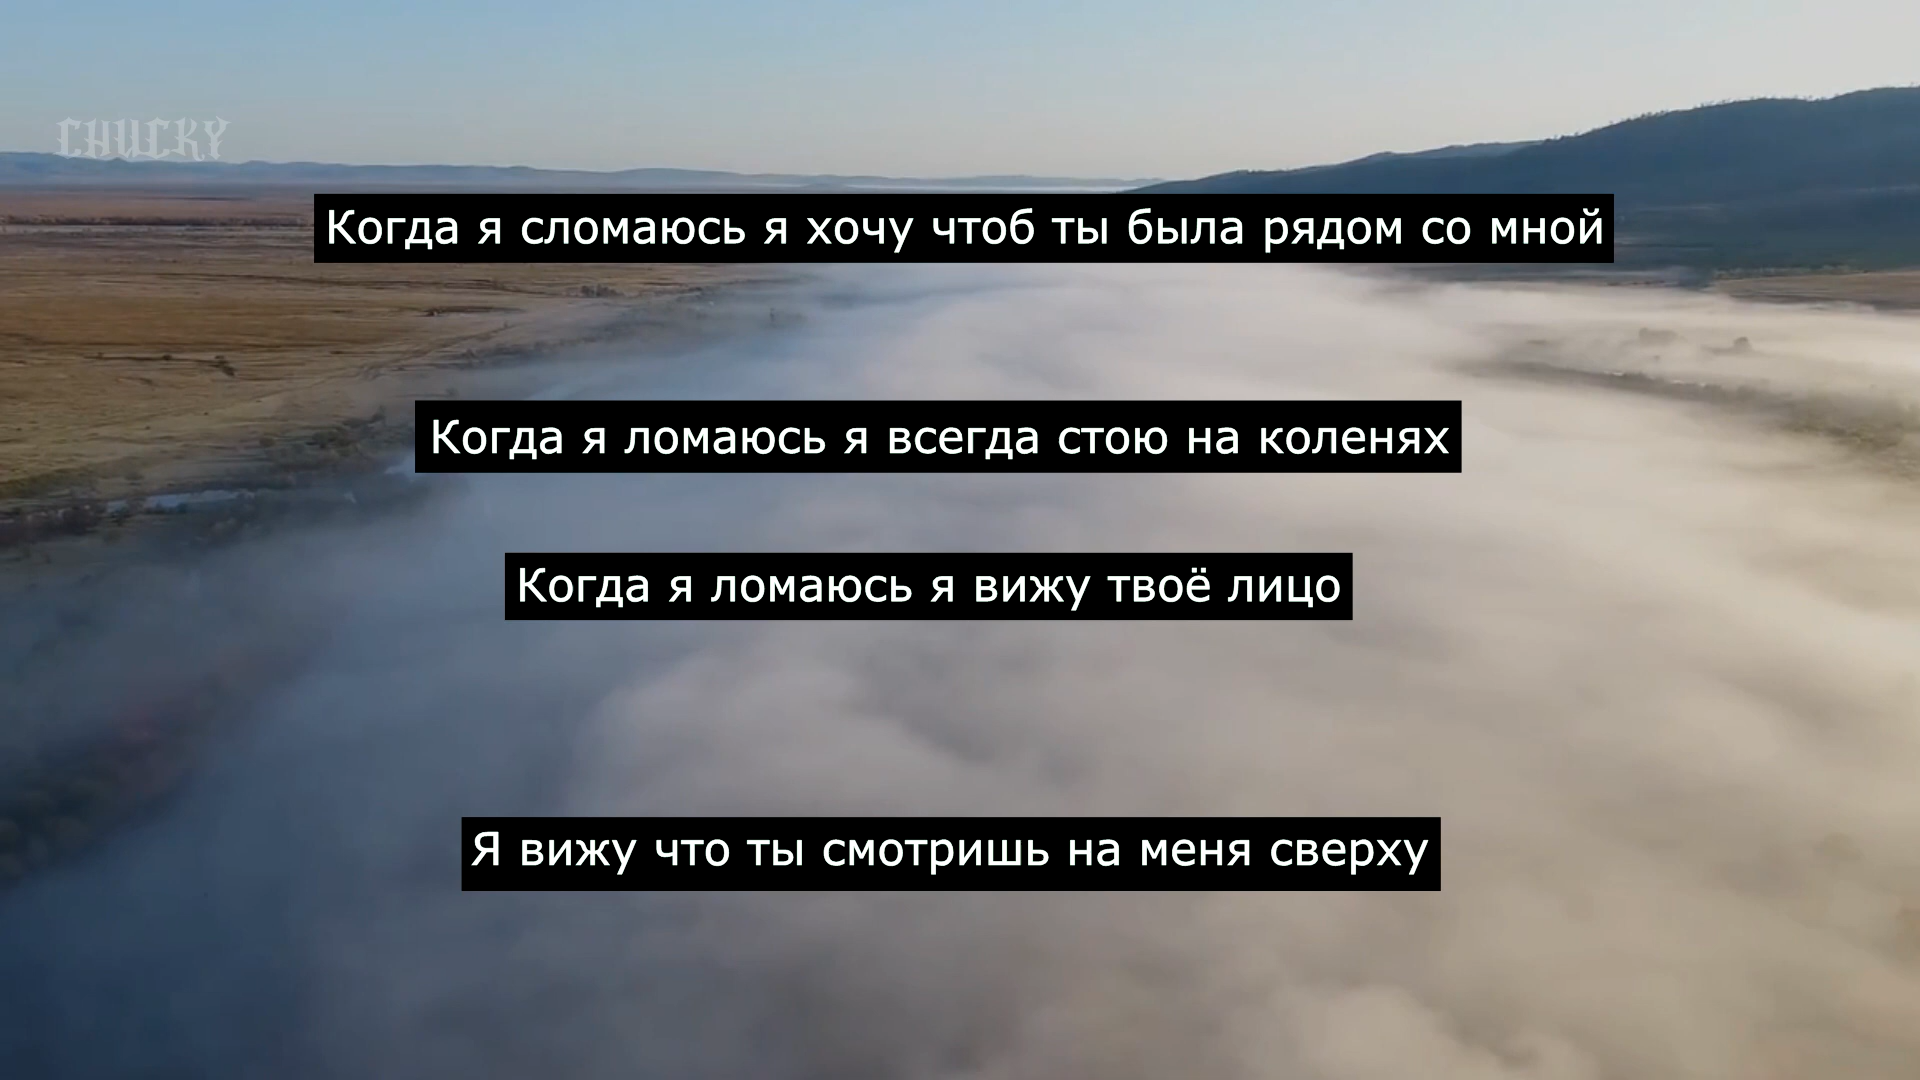 CHUCKY
Когда я сломаюсь я хочу чтоб ты была рядом со мной
Когда я ломаюсь я всегда стою на коленях
Когда я ломаюсь я вижу твоё лицо
Я вижу что ты смотришь на меня сверху